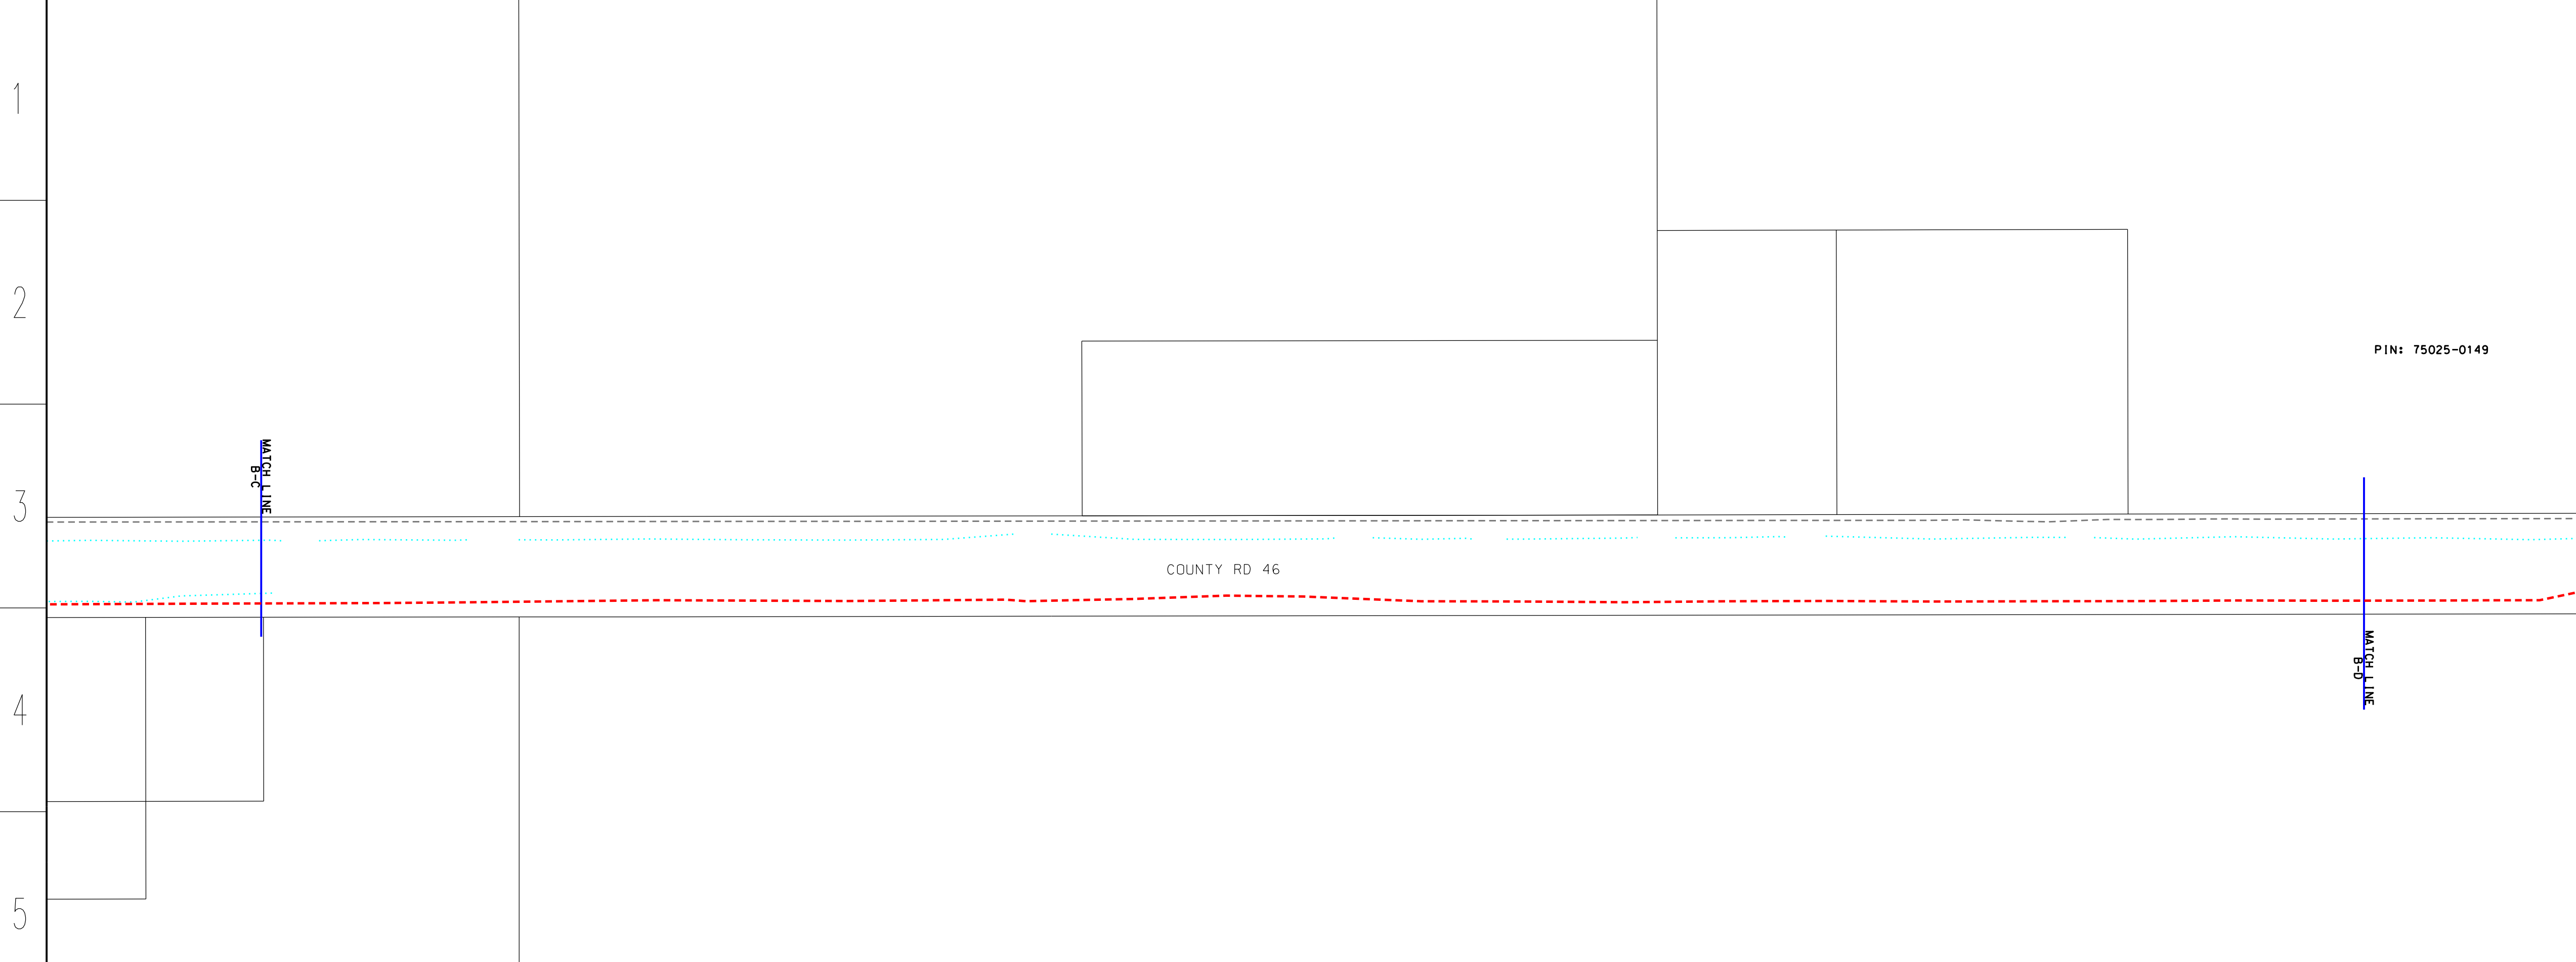 1
2
PIN: 75025-0149
MATCH LINE
B-C
3
COUNTY RD 46
MATCH LINE
B-D
4
5